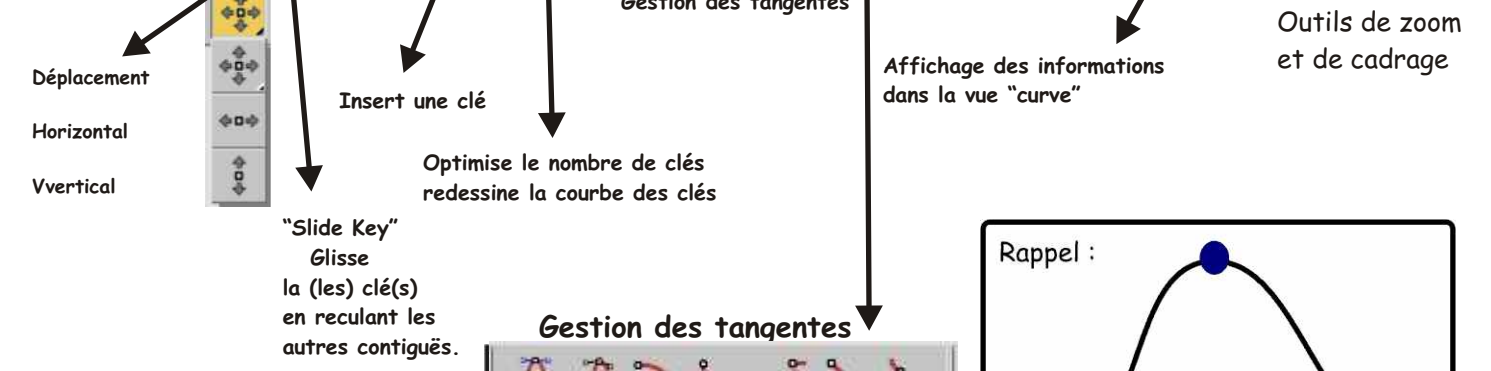 Gestion des tangentes
Outils de zoom
et de cadrage
Déplacement
Horizontal
Vvertical
Insert une clé
Affichage des informations
dans la vue “curve”
Optimise le nombre de clés
redessine la courbe des clés
“Slide Key”
Glisse
la (les) clé(s)
en reculant les
autres contiguës.
Gestion des tangentes
Rappel :